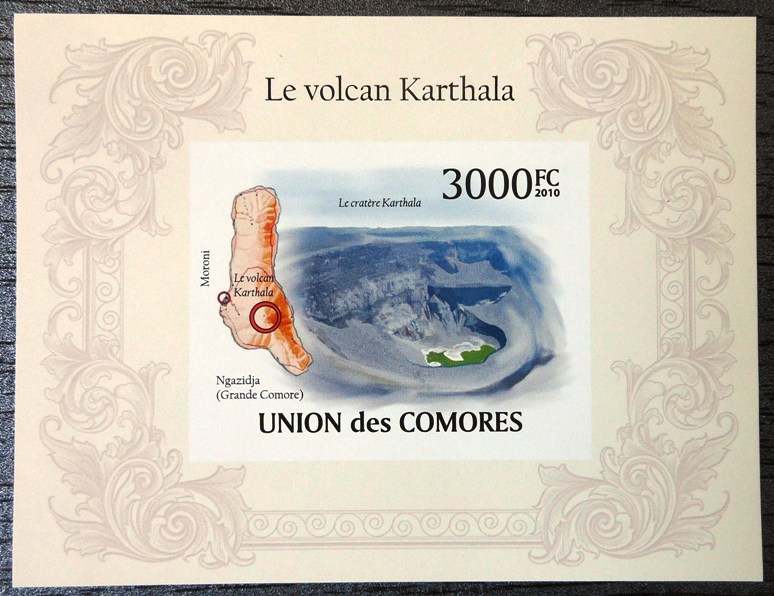 Le volcan Karthala
3000FC
2010
Le cratère Karthala
Moroni
Le volcan
Karthala
Ngazidja
(Grande Comore)
UNION des COMORES